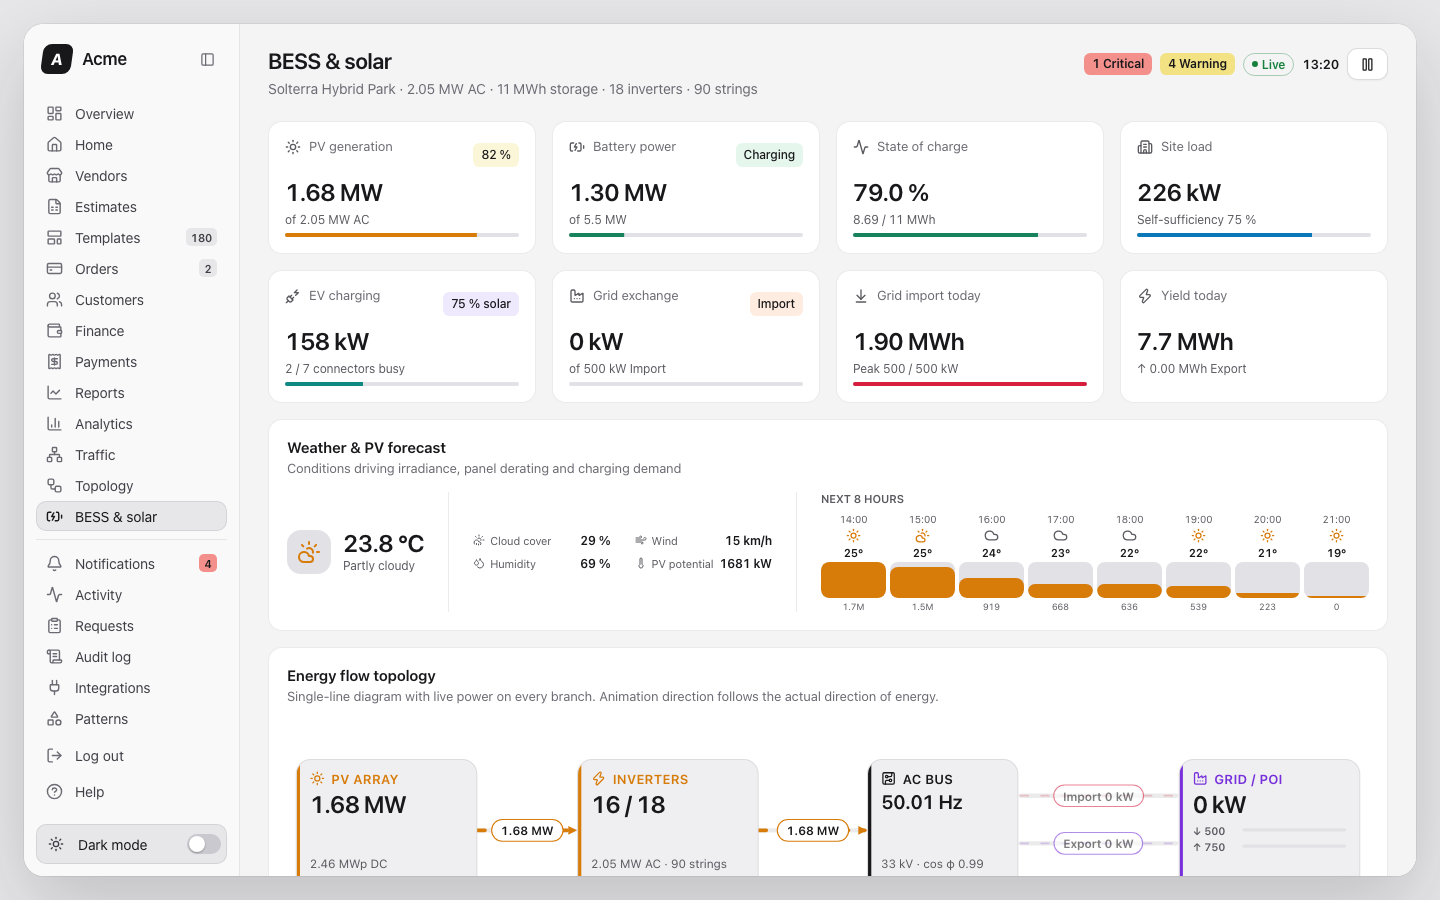 A Acme
Overview
Home
Vendors
Estimates
Templates 180
Orders 2
Customers
Finance
Payments
Reports
Analytics
Traffic
Topology
BESS & solar
Notifications 4
Activity
Requests
Audit log
Integrations
Patterns
Log out
Help
Dark mode
BESS & solar
1 Critical 4 Warning Live 13:20
Solterra Hybrid Park · 2.05 MW AC · 11 MWh storage · 18 inverters · 90 strings
PV generation 82 %
1.68 MW
of 2.05 MW AC
Battery power Charging
1.30 MW
of 5.5 MW
State of charge
79.0 %
8.69 / 11 MWh
Site load
226 kW
Self-sufficiency 75 %
EV charging 75 % solar
158 kW
2 / 7 connectors busy
Grid exchange Import
0 kW
of 500 kW Import
Grid import today
1.90 MWh
Peak 500 / 500 kW
Yield today
7.7 MWh
↑ 0.00 MWh Export
Weather & PV forecast
Conditions driving irradiance, panel derating and charging demand
23.8 °C
Partly cloudy
Cloud cover 29 % Wind 15 km/h
Humidity 69 % PV potential 1681 kW
NEXT 8 HOURS
14:00 15:00 16:00 17:00 18:00 19:00 20:00 21:00
25° 25° 24° 23° 22° 22° 21° 19°
1.7M 1.5M 919 668 636 539 223 0
Energy flow topology
Single-line diagram with live power on every branch. Animation direction follows the actual direction of energy.
PV ARRAY
1.68 MW
2.46 MWp DC
1.68 MW
INVERTERS
16 / 18
2.05 MW AC · 90 strings
1.68 MW
AC BUS
50.01 Hz
33 kV · cos φ 0.99
Import 0 kW
Export 0 kW
GRID / POI
0 kW
↓ 500
↑ 750